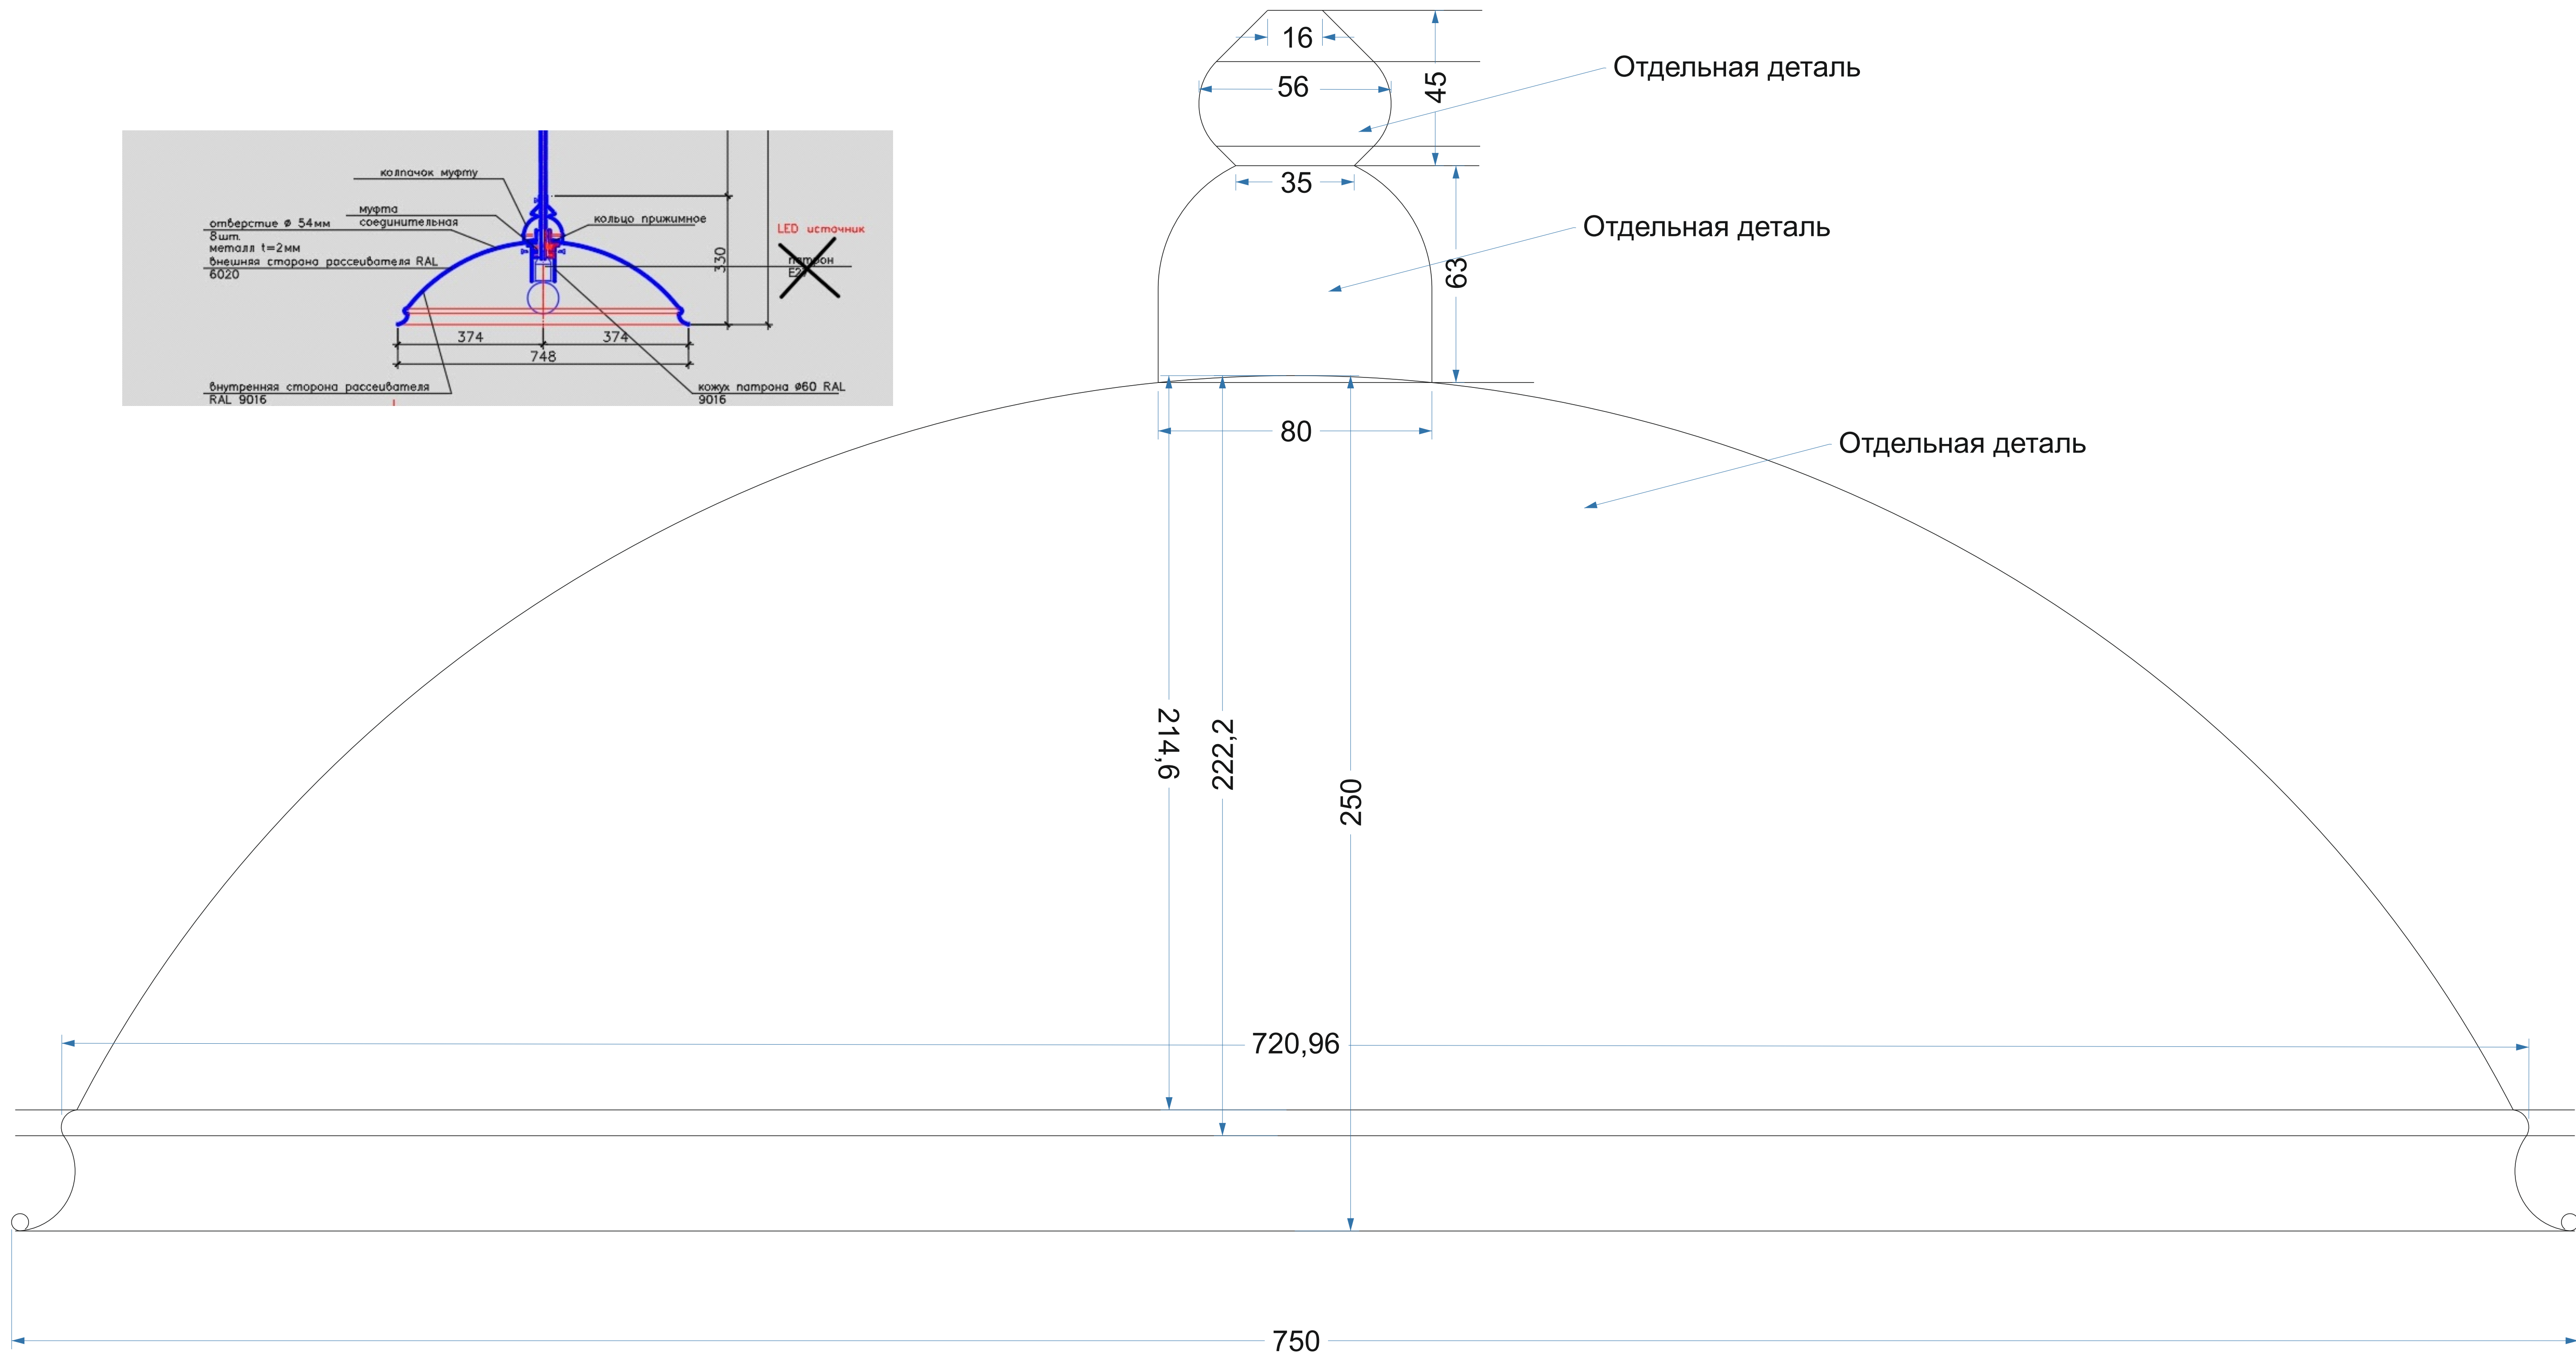 16
Отдельная деталь
56
45
35
Отдельная деталь
63
80
Отдельная деталь
214,6
222,2
250
720,96
750
колпачок муфту
муфта
соединительная
отверстие ⌀ 54мм
8шт.
металл t=2мм
внешняя сторона рассеивателя RAL
6020
кольцо прижимное
LED источник
330
374
374
748
внутренняя сторона рассеивателя
RAL 9016
кожух патрона ⌀60 RAL
9016